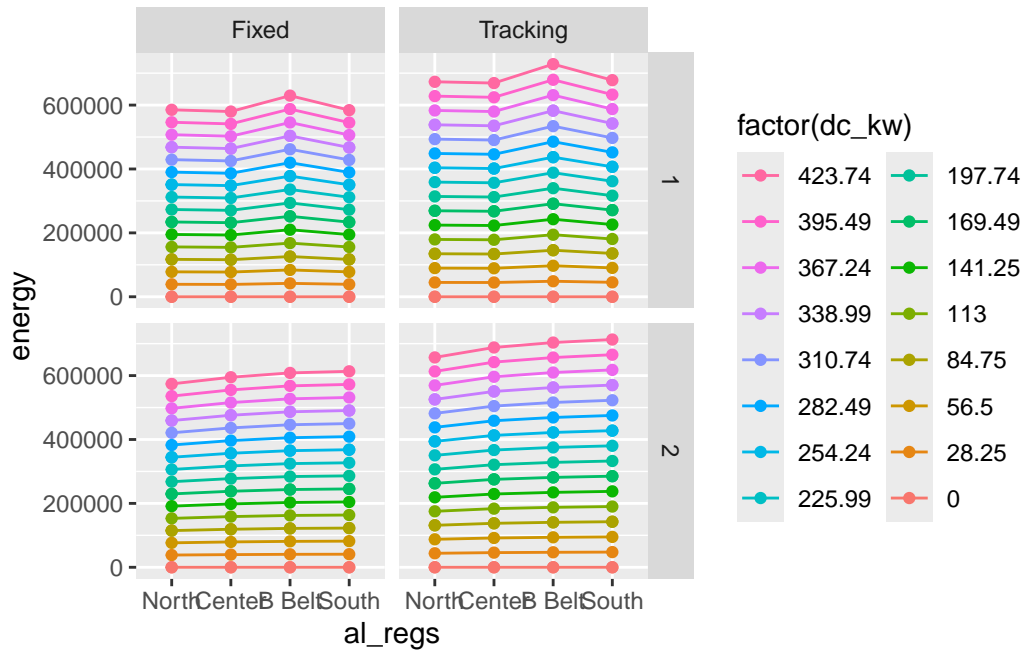 Fixed
Tracking
600000
400000
200000
0
1
600000
400000
200000
0
2
energy
North Center B Belt South
North Center B Belt South
al_regs
factor(dc_kw)
423.74 197.74
395.49 169.49
367.24 141.25
338.99 113
310.74 84.75
282.49 56.5
254.24 28.25
225.99 0